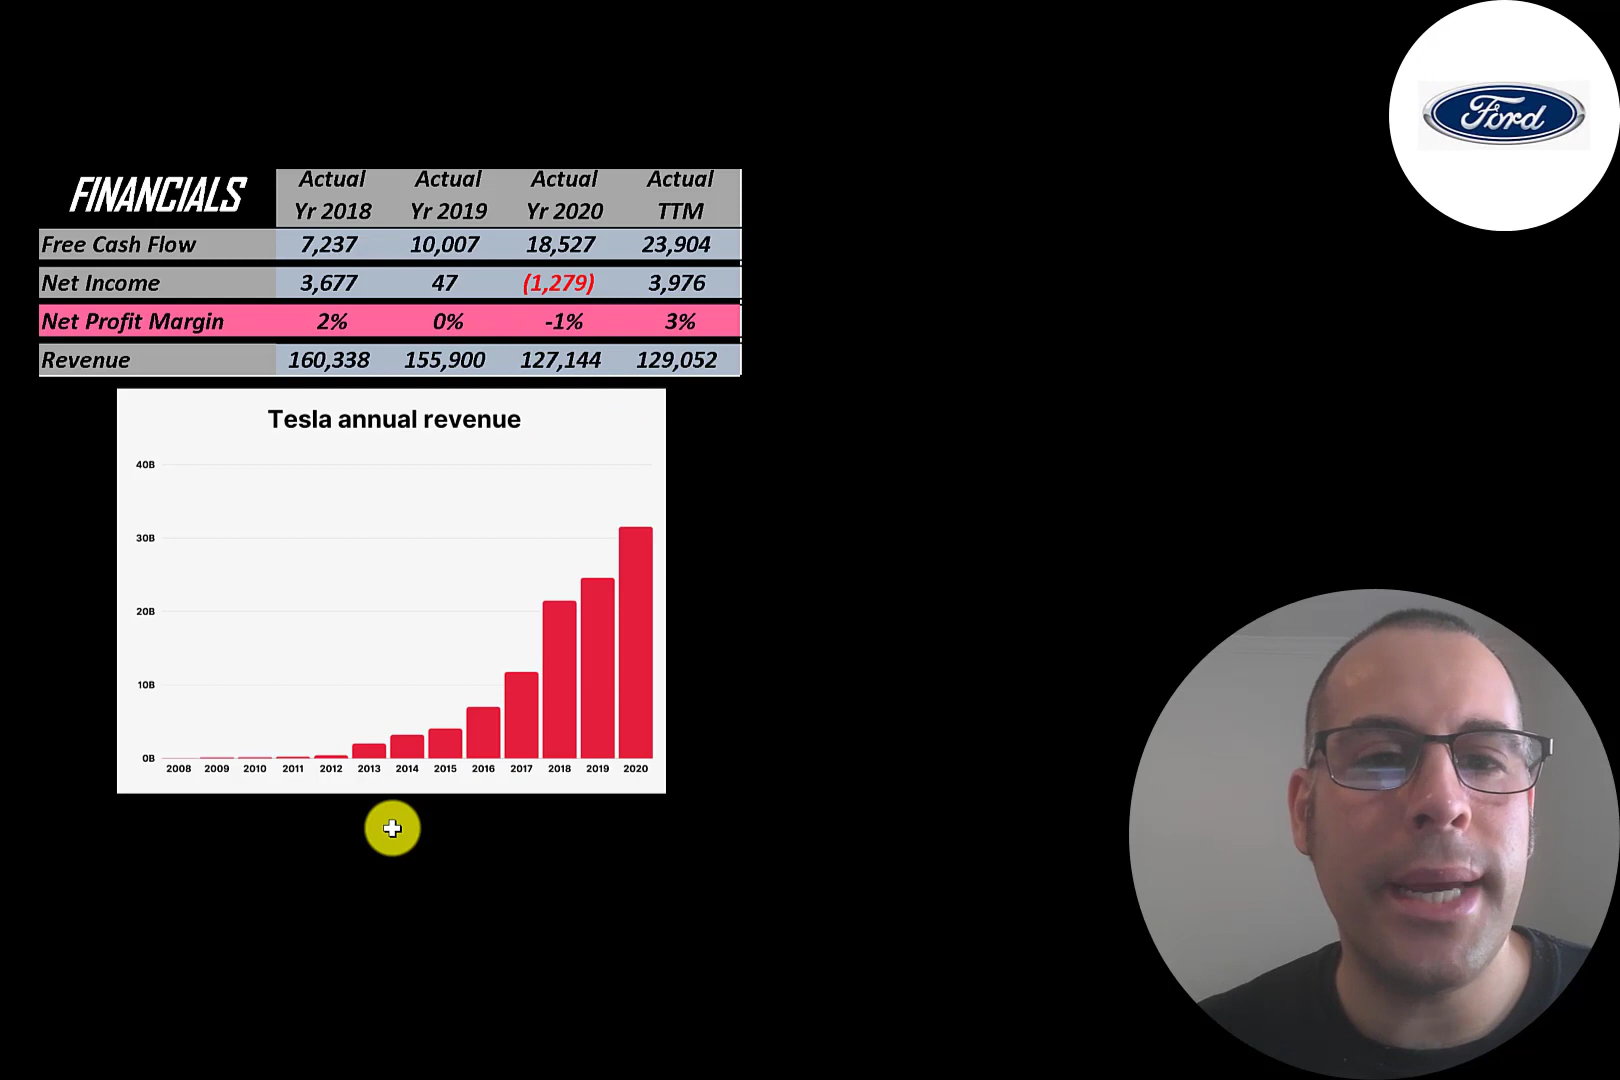 Ford
FINANCIALS
Actual Actual Actual Actual
Yr 2018 Yr 2019 Yr 2020 TTM
Free Cash Flow 7,237 10,007 18,527 23,904
Net Income 3,677 47 (1,279) 3,976
Net Profit Margin 2% 0% -1% 3%
Revenue 160,338 155,900 127,144 129,052
Tesla annual revenue
40B
30B
20B
10B
0B
2008 2009 2010 2011 2012 2013 2014 2015 2016 2017 2018 2019 2020